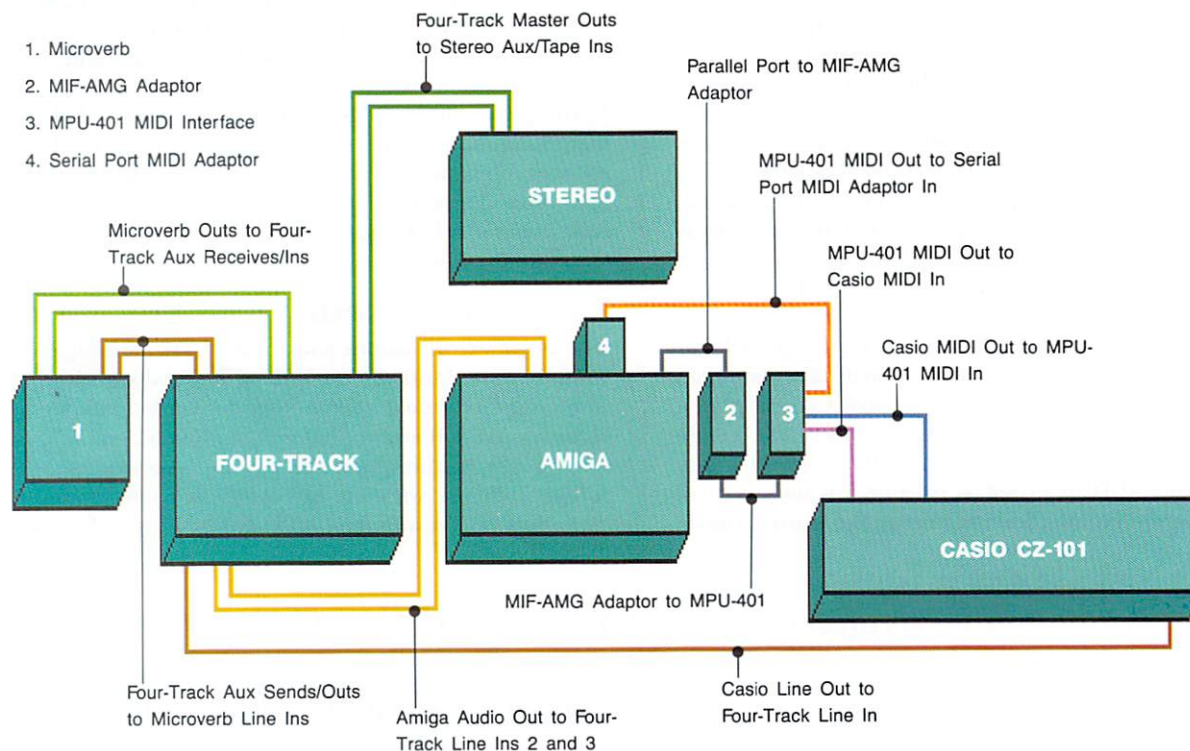 1. Microverb
2. MIF-AMG Adaptor
3. MPU-401 MIDI Interface
4. Serial Port MIDI Adaptor
Four-Track Master Outs
to Stereo Aux/Tape Ins
Parallel Port to MIF-AMG
Adaptor
MPU-401 MIDI Out to Serial
Port MIDI Adaptor In
STEREO
Microverb Outs to Four-
Track Aux Receives/Ins
MPU-401 MIDI Out to
Casio MIDI In
Casio MIDI Out to MPU-
401 MIDI In
4
1
FOUR-TRACK
AMIGA
2
3
CASIO CZ-101
MIF-AMG Adaptor to MPU-401
Four-Track Aux Sends/Outs
to Microverb Line Ins
Amiga Audio Out to Four-
Track Line Ins 2 and 3
Casio Line Out to
Four-Track Line In